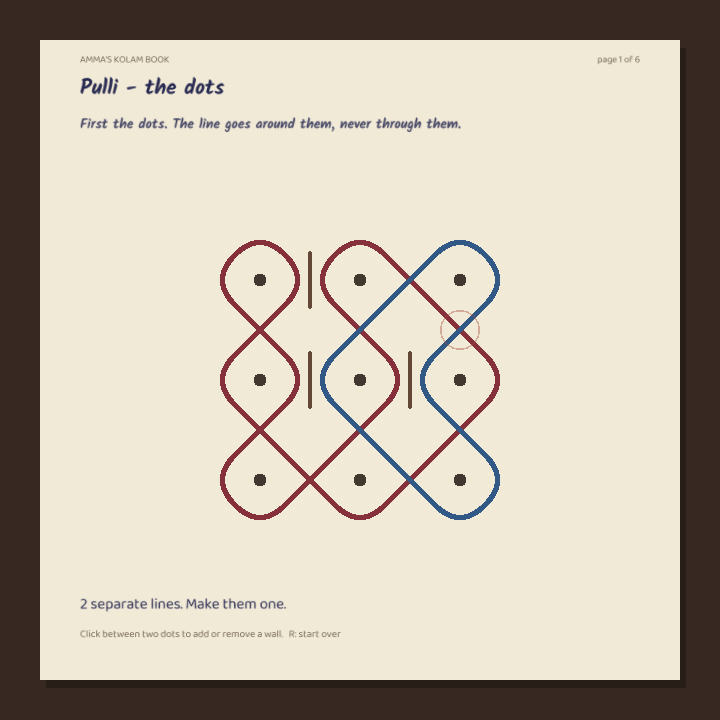 AMMA'S KOLAM BOOK
page 1 of 6
Pulli - the dots
First the dots. The line goes around them, never through them.
2 separate lines. Make them one.
Click between two dots to add or remove a wall.  R: start over